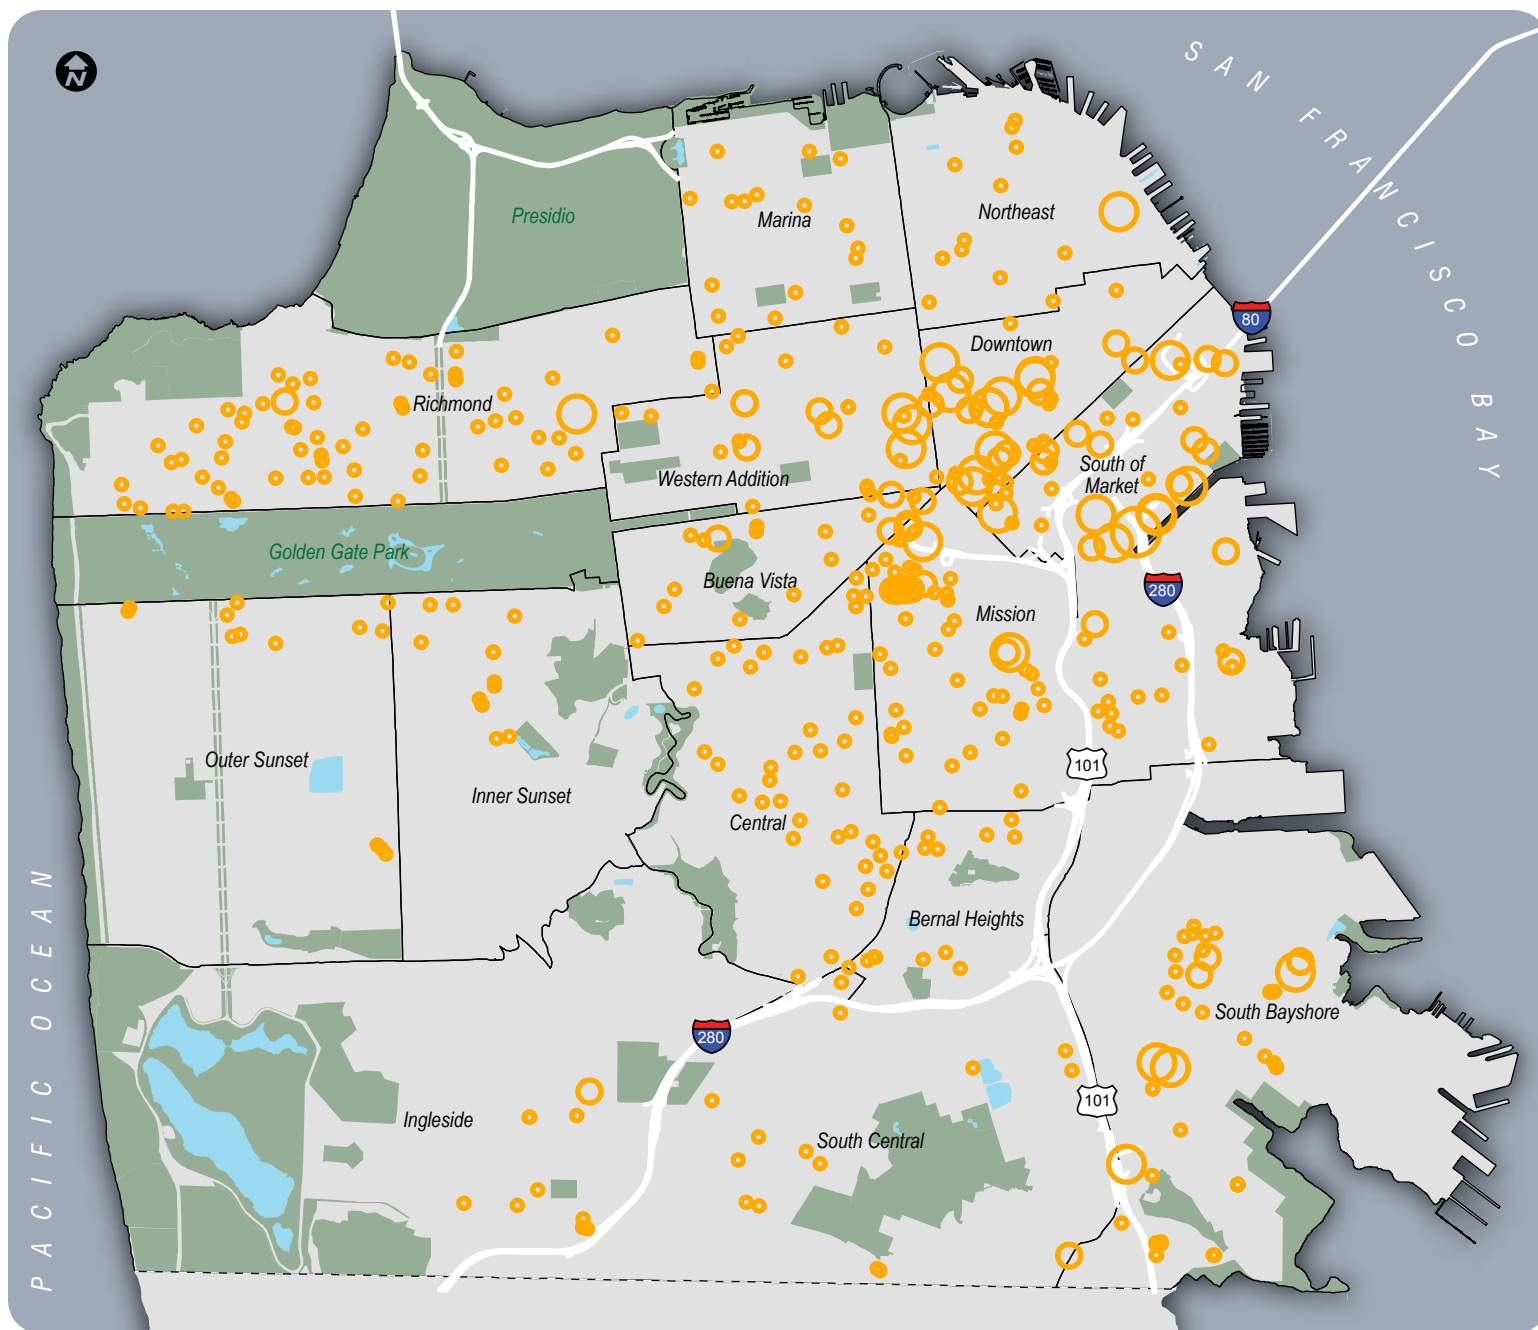 N
SAN FRANCISCO BAY
Presidio
Marina
Northeast
80
Downtown
Richmond
Western Addition
South of
Market
Golden Gate Park
Buena Vista
280
Mission
Outer Sunset
101
Inner Sunset
Central
PACIFIC OCEAN
Bernal Heights
South Bayshore
280
101
Ingleside
South Central